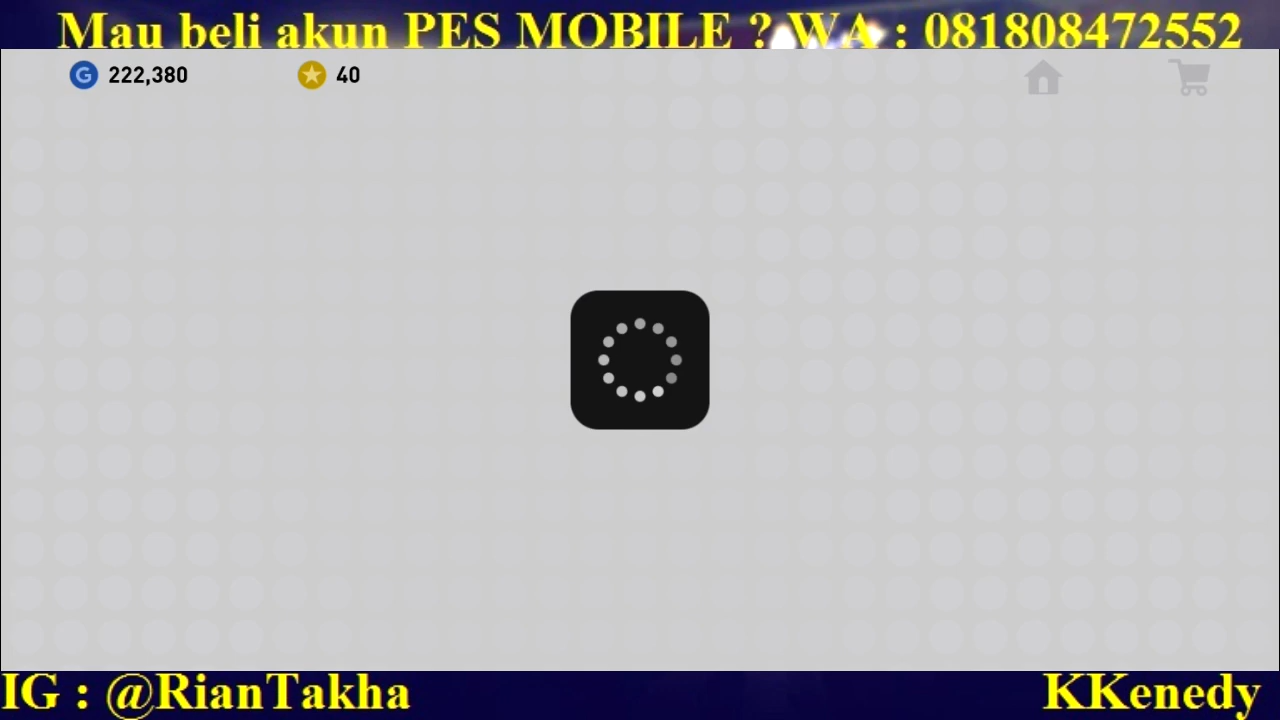 Mau beli akun PES MOBILE ? WA : 081808472552
G 222,380 40
IG : @RianTakha KKenedy